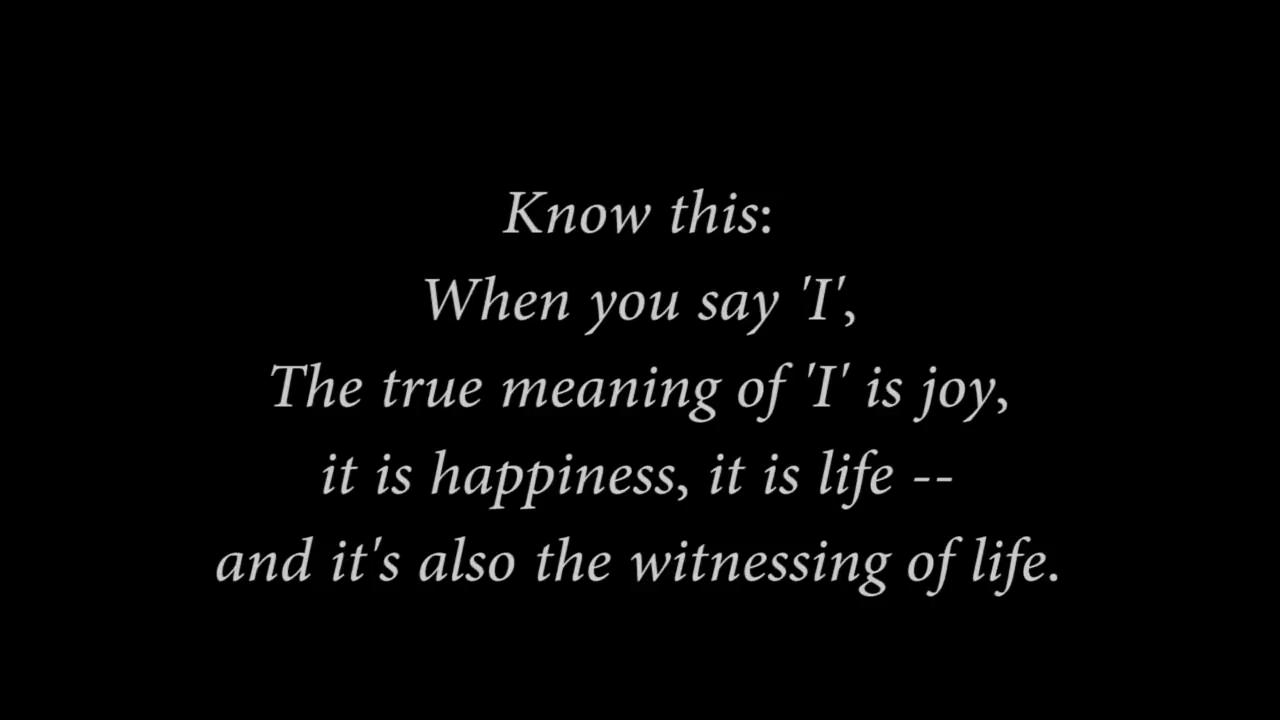 Know this:
When you say 'I',
The true meaning of 'I' is joy,
it is happiness, it is life --
and it's also the witnessing of life.